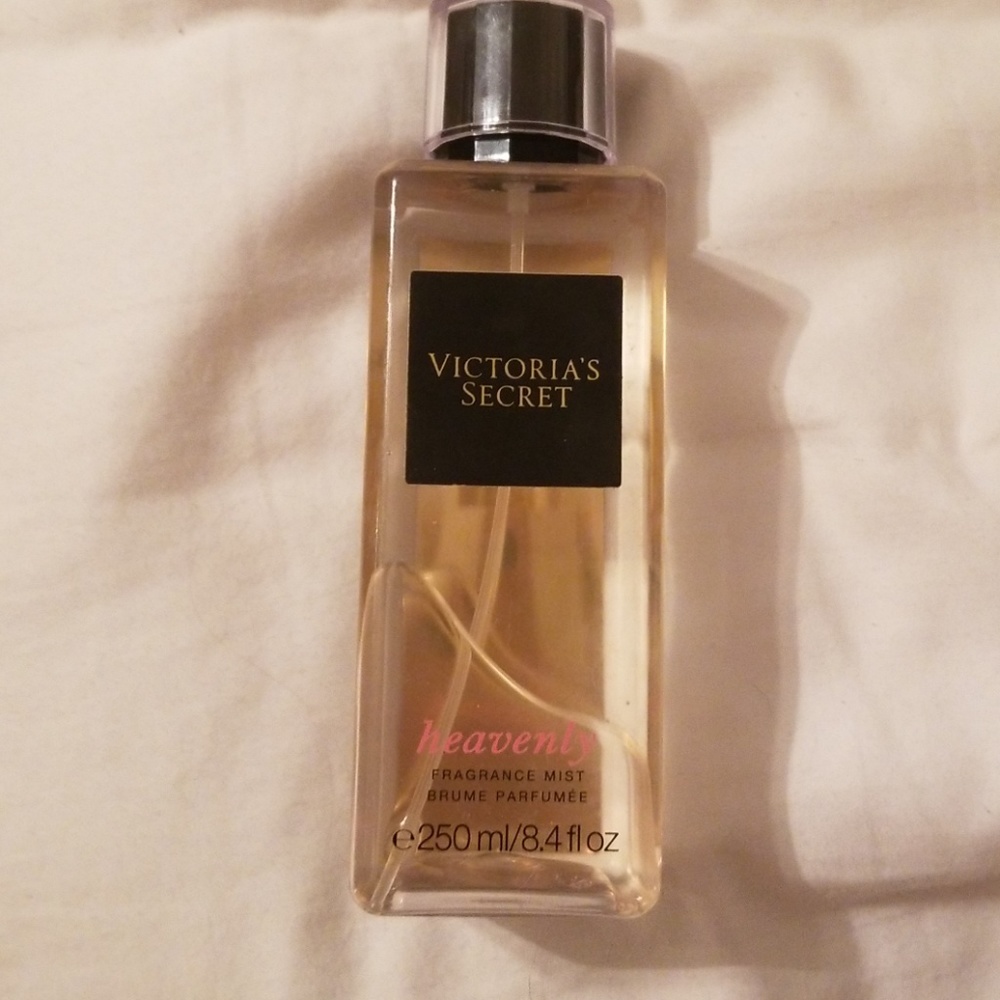 VICTORIA'S
SECRET
heavenly
FRAGRANCE MIST
BRUME PARFUMÉE
℮250 ml/8.4 fl oz